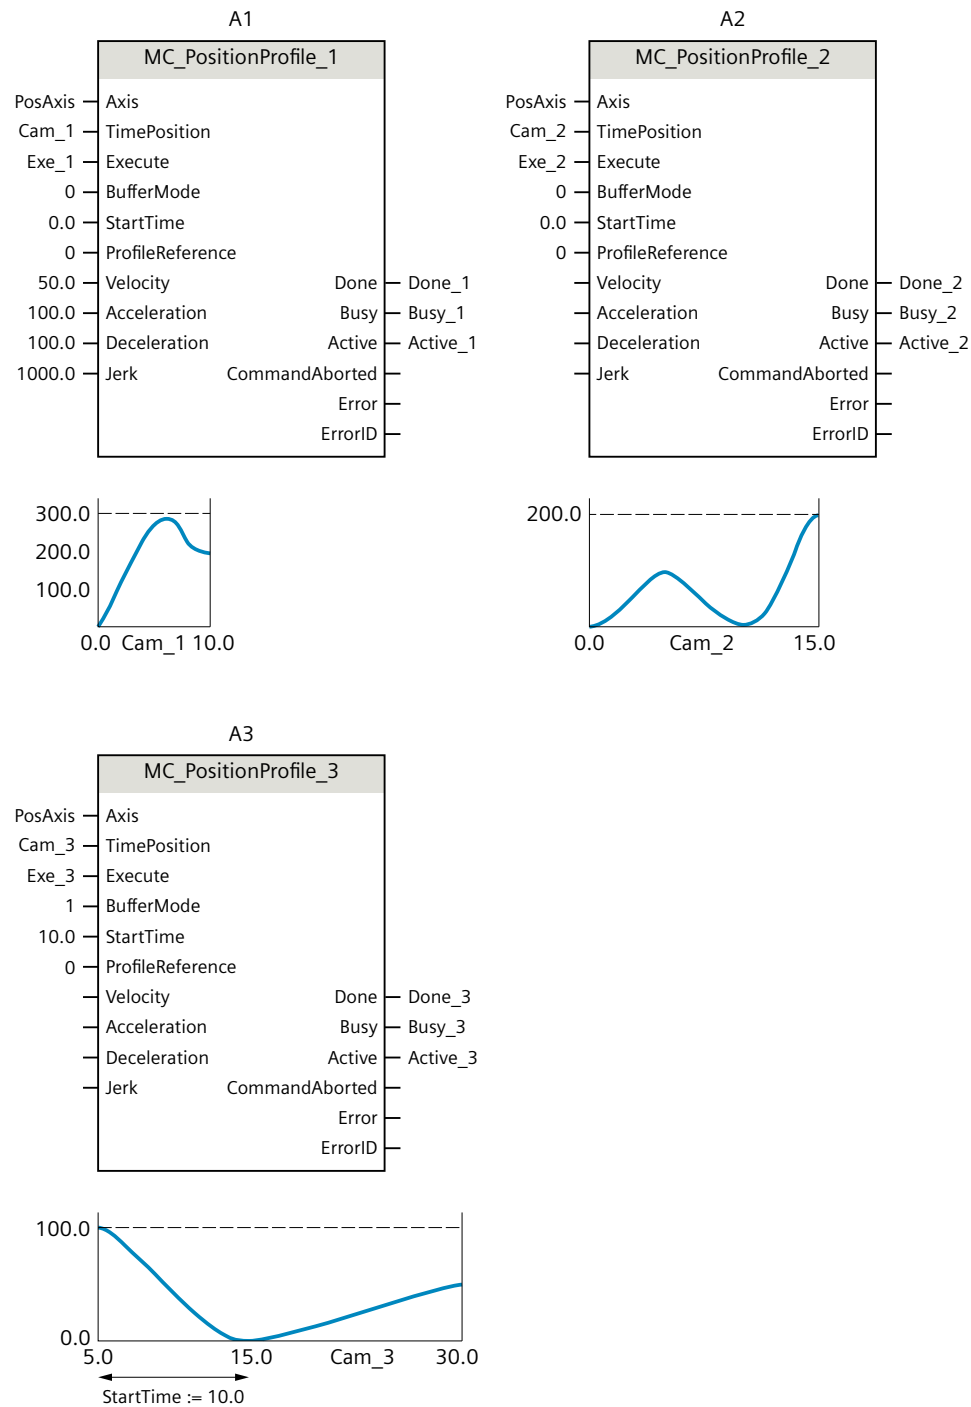 A1
MC_PositionProfile_1
PosAxis Axis
Cam_1 TimePosition
Exe_1 Execute
0 BufferMode
0.0 StartTime
0 ProfileReference
50.0 Velocity Done Done_1
100.0 Acceleration Busy Busy_1
100.0 Deceleration Active Active_1
1000.0 Jerk CommandAborted
Error
ErrorID
300.0
200.0
100.0
0.0 Cam_1 10.0
A2
MC_PositionProfile_2
PosAxis Axis
Cam_2 TimePosition
Exe_2 Execute
0 BufferMode
0.0 StartTime
0 ProfileReference
Velocity Done Done_2
Acceleration Busy Busy_2
Deceleration Active Active_2
Jerk CommandAborted
Error
ErrorID
200.0
0.0 Cam_2 15.0
A3
MC_PositionProfile_3
PosAxis Axis
Cam_3 TimePosition
Exe_3 Execute
1 BufferMode
10.0 StartTime
0 ProfileReference
Velocity Done Done_3
Acceleration Busy Busy_3
Deceleration Active Active_3
Jerk CommandAborted
Error
ErrorID
100.0
0.0
5.0 15.0 Cam_3 30.0
StartTime := 10.0